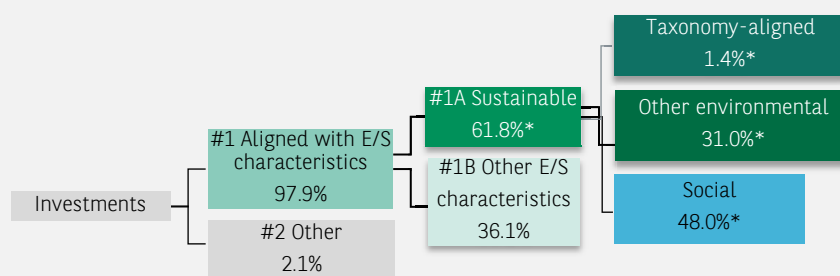 Investments
#1 Aligned with E/S
characteristics
97.9%
#2 Other
2.1%
#1A Sustainable
61.8%*
#1B Other E/S
characteristics
36.1%
Taxonomy-aligned
1.4%*
Other environmental
31.0%*
Social
48.0%*